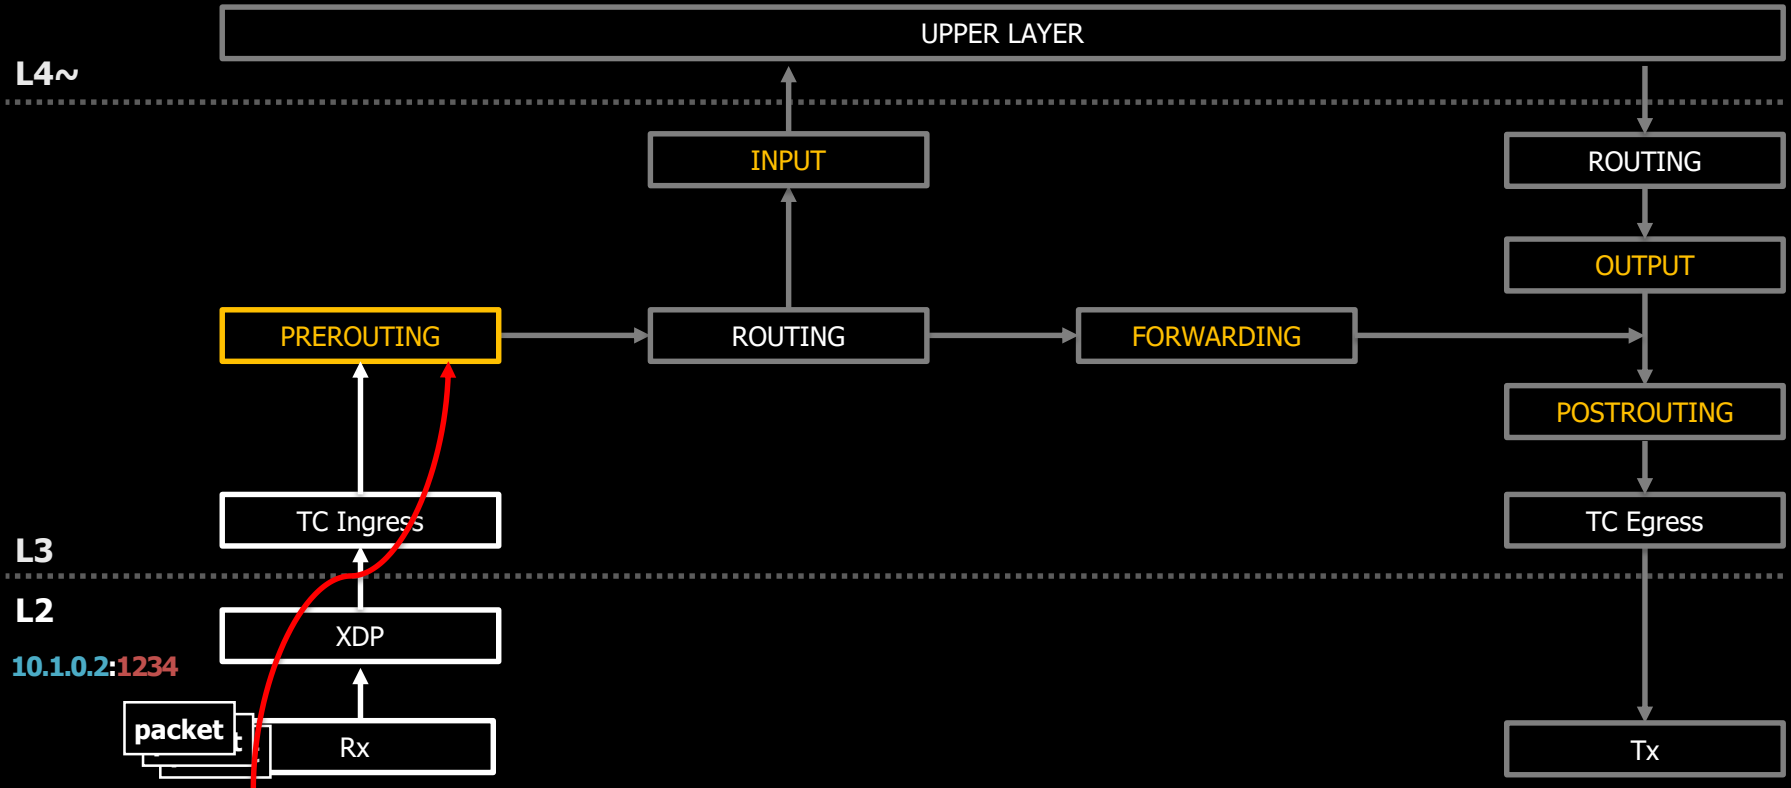 UPPER LAYER
L4~
INPUT
ROUTING
OUTPUT
PREROUTING
ROUTING
FORWARDING
POSTROUTING
TC Ingress
TC Egress
L3
L2
XDP
10.1.0.2:1234
packet
t
Rx
Tx